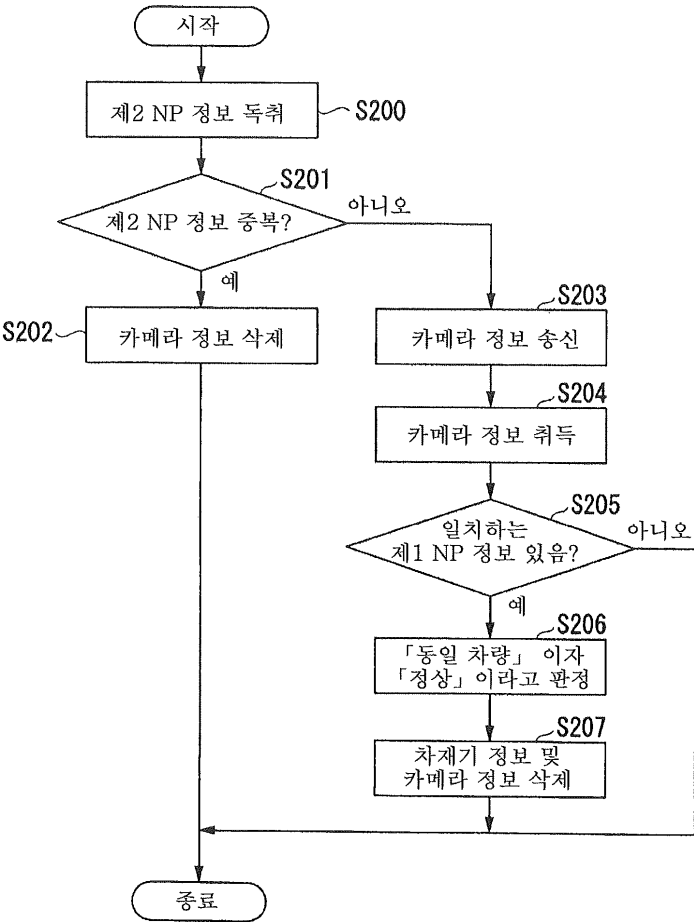 시작
제2 NP 정보 독취
S200
S201
제2 NP 정보 중복?
아니오
예
S202
카메라 정보 삭제
S203
카메라 정보 송신
S204
카메라 정보 취득
S205
일치하는
제1 NP 정보 있음?
아니오
예
S206
「동일 차량」 이자
「정상」이라고 판정
S207
차재기 정보 및
카메라 정보 삭제
종료